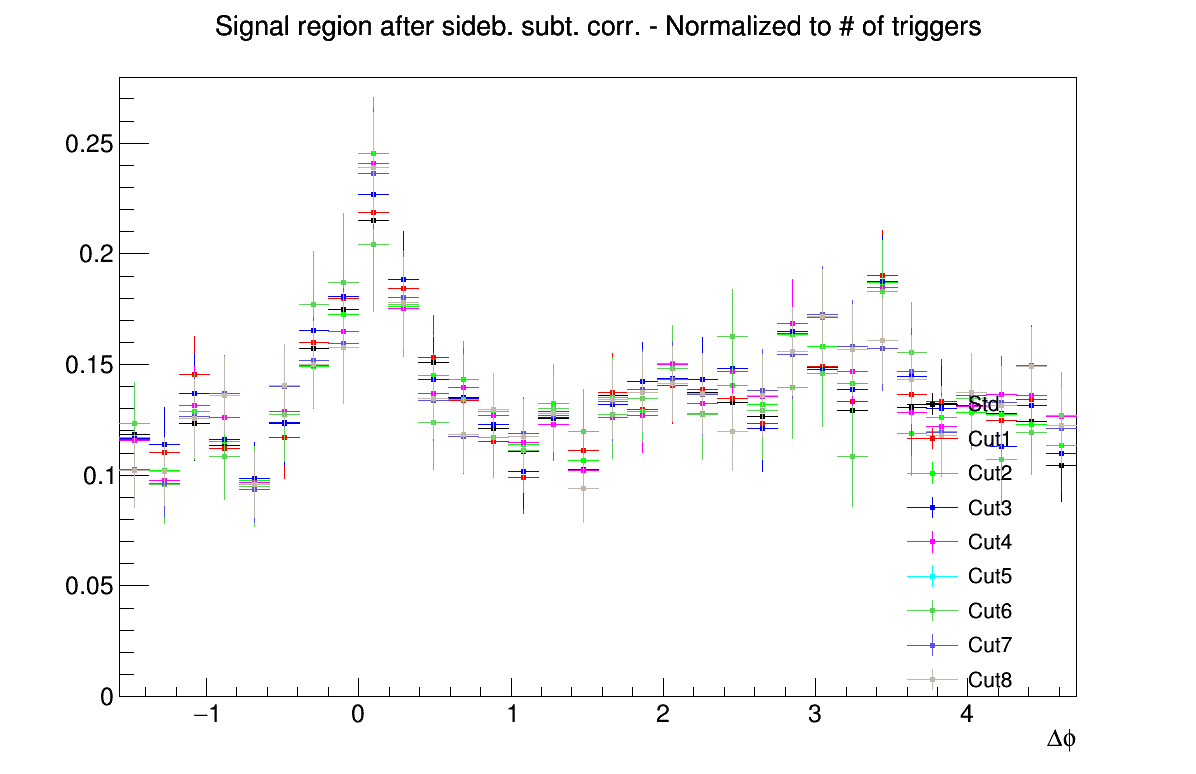 Signal region after sideb. subt. corr. - Normalized to # of triggers
0.25
0.2
0.15
0.1
0.05
0
−1
0
1
2
3
4
Δϕ
Std
Cut1
Cut2
Cut3
Cut4
Cut5
Cut6
Cut7
Cut8